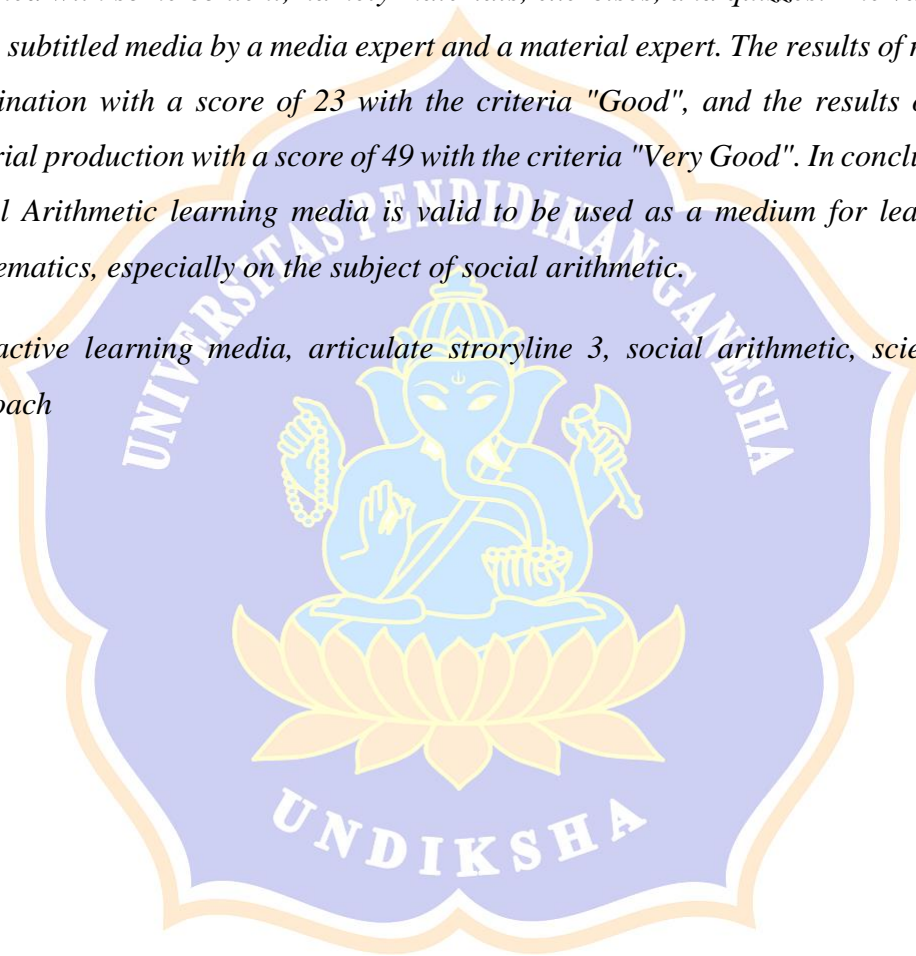 subtitled media by a media expert and a material expert. The results of
ination with a score of 23 with the criteria "Good", and the results
rial production with a score of 49 with the criteria "Very Good". In conclu
l Arithmetic learning media is valid to be used as a medium for lea
ematics, especially on the subject of social arithmetic.
active learning media, articulate stroryline 3, social arithmetic, scie
oach
UNIVERSITAS PENDIDIKAN GANESHA
UNDIKSHA